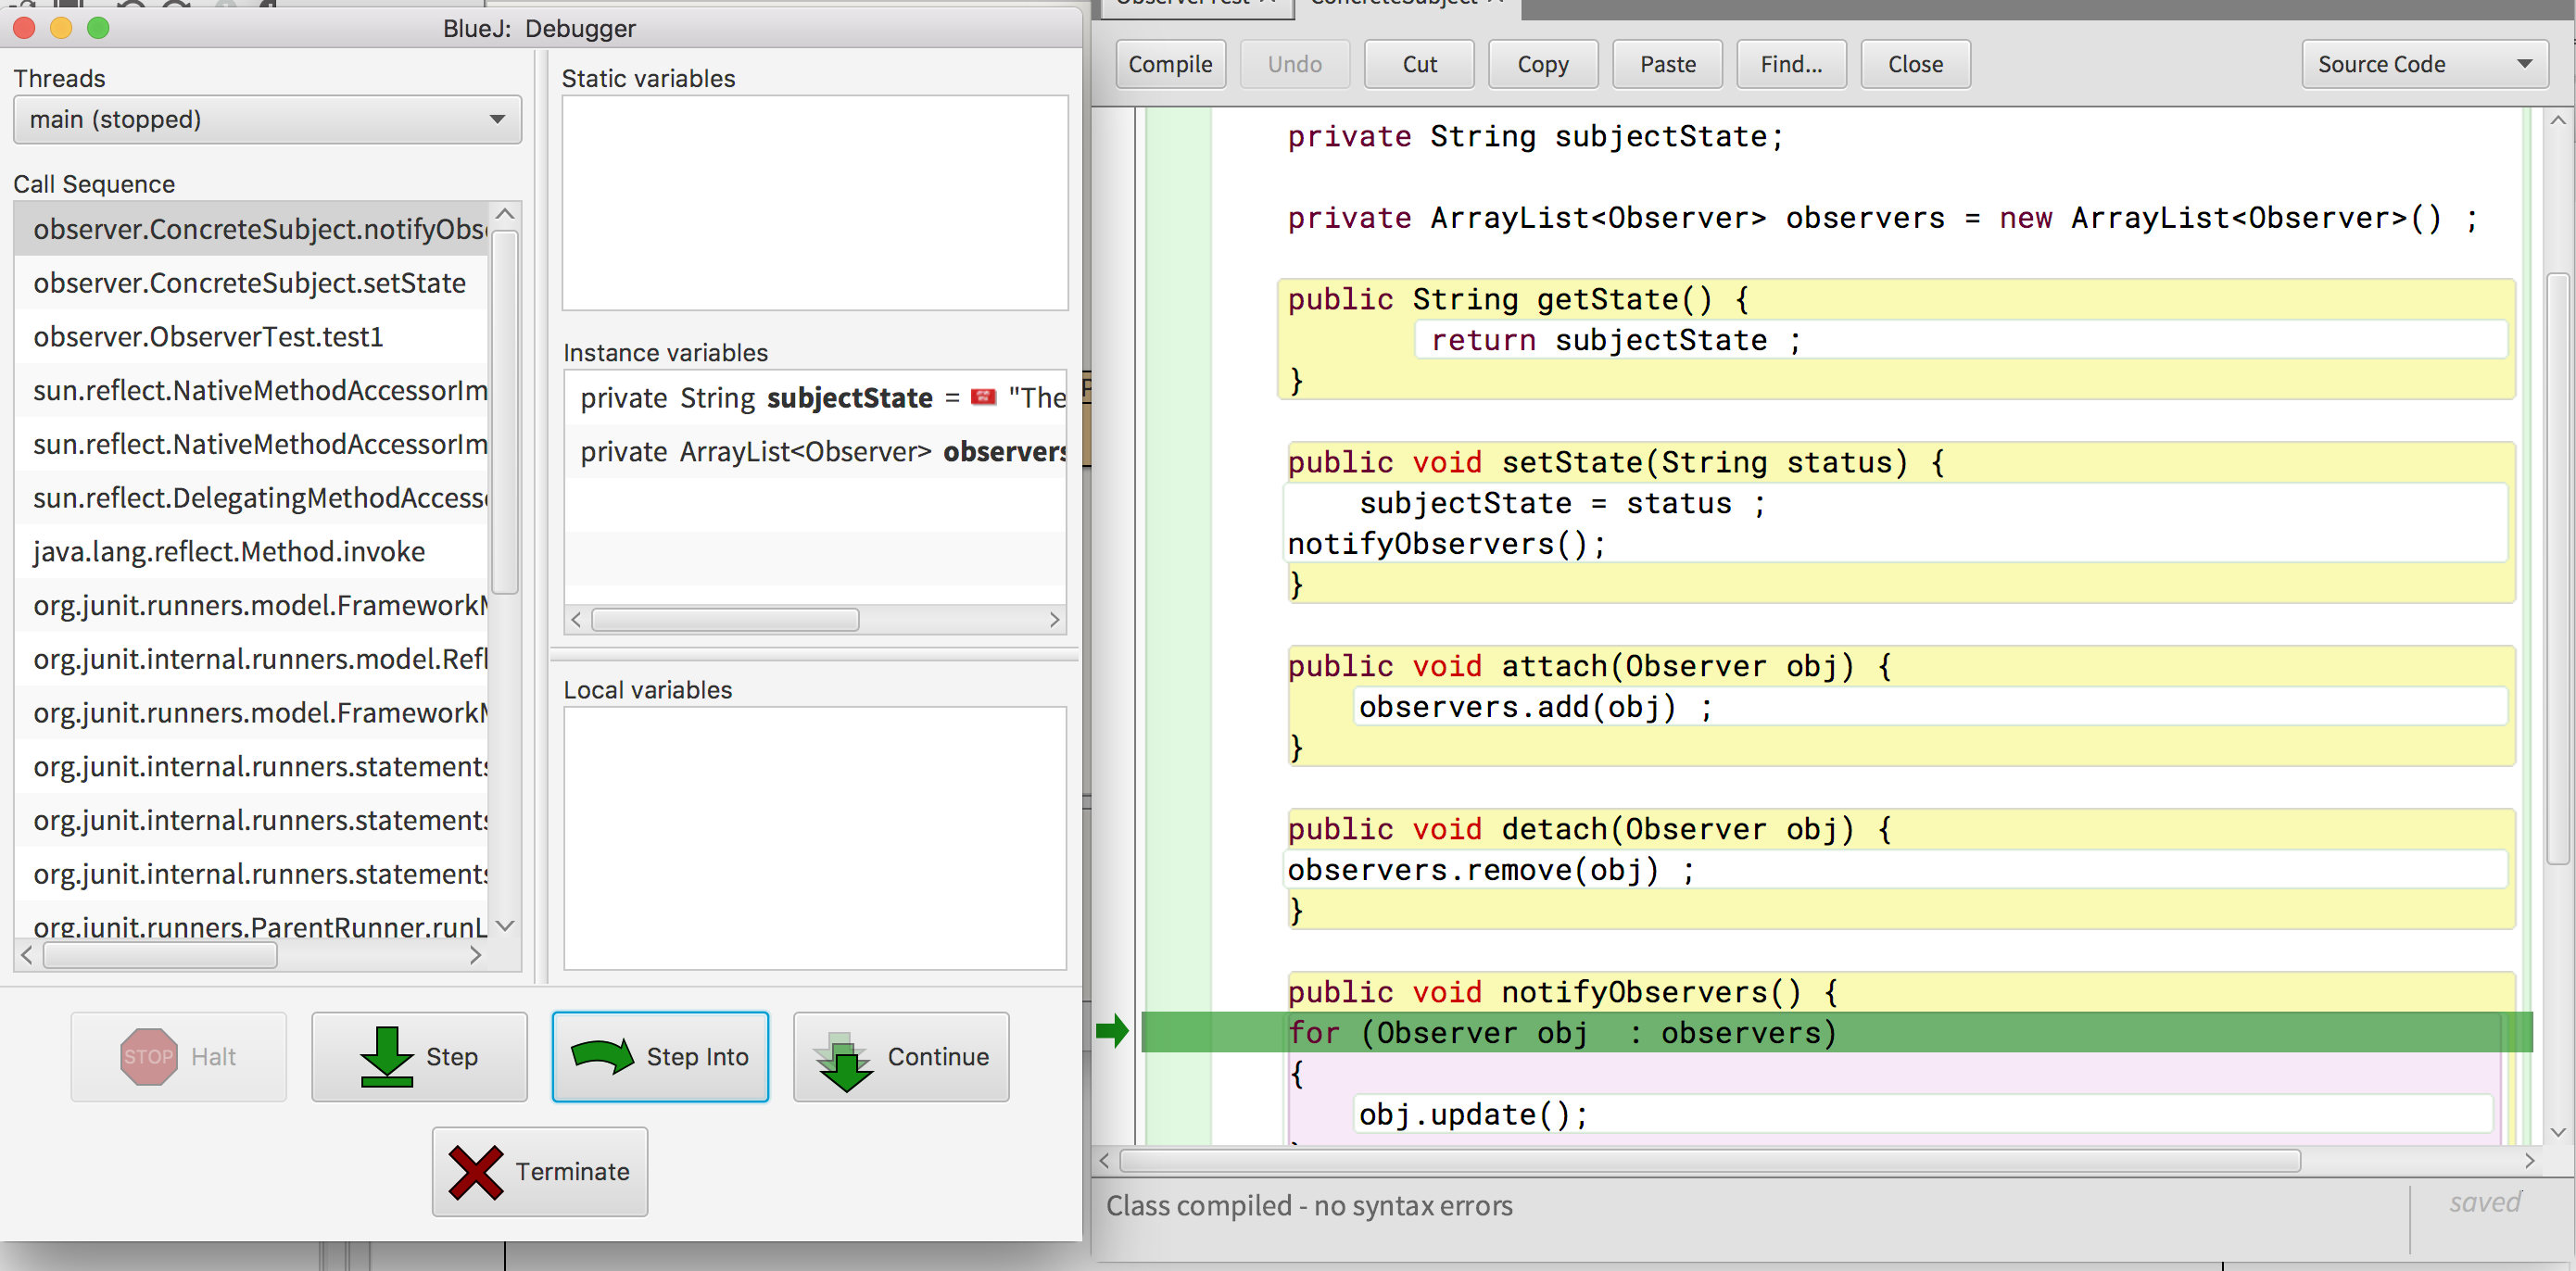 BlueJ: Debugger
Threads
main (stopped)
Call Sequence
observer.ConcreteSubject.notifyObs
observer.ConcreteSubject.setState
observer.ObserverTest.test1
sun.reflect.NativeMethodAccessorIm
sun.reflect.NativeMethodAccessorIm
sun.reflect.DelegatingMethodAccess
java.lang.reflect.Method.invoke
org.junit.runners.model.Framework
org.junit.internal.runners.model.Refl
org.junit.runners.model.Framework
org.junit.internal.runners.statements
org.junit.internal.runners.statements
org.junit.internal.runners.statements
org.junit.runners.ParentRunner.runL
Static variables
Instance variables
private String subjectState = "The
private ArrayList<Observer> observers
Local variables
STOP Halt
Step
Step Into
Continue
Terminate
ObserverTest
ConcreteSubject
Compile
Undo
Cut
Copy
Paste
Find...
Close
Source Code
private String subjectState;
private ArrayList<Observer> observers = new ArrayList<Observer>() ;
public String getState() {
return subjectState ;
}
public void setState(String status) {
subjectState = status ;
notifyObservers();
}
public void attach(Observer obj) {
observers.add(obj) ;
}
public void detach(Observer obj) {
observers.remove(obj) ;
}
public void notifyObservers() {
for (Observer obj  : observers)
{
obj.update();
Class compiled - no syntax errors
saved